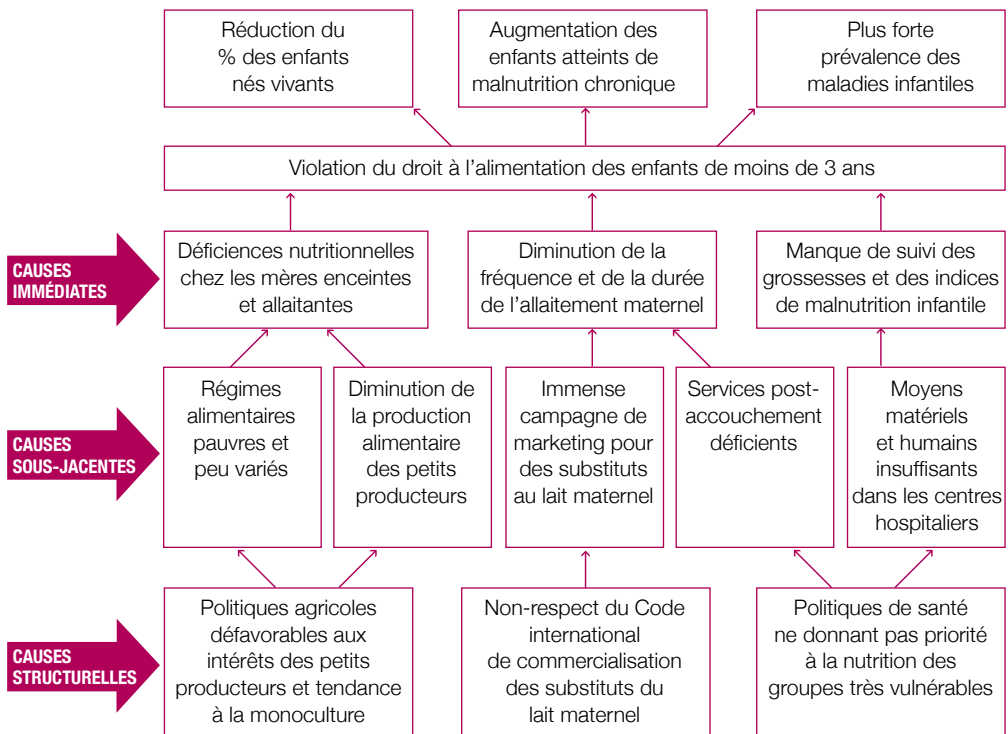 Réduction du
% des enfants
nés vivants
Augmentation des
enfants atteints de
malnutrition chronique
Plus forte
prévalence des
maladies infantiles
Violation du droit à l’alimentation des enfants de moins de 3 ans
CAUSES
IMMÉDIATES
Déficiences nutritionnelles
chez les mères enceintes
et allaitantes
Diminution de la
fréquence et de la durée
de l’allaitement maternel
Manque de suivi des
grossesses et des indices
de malnutrition infantile
CAUSES
SOUS-JACENTES
Régimes
alimentaires
pauvres et
peu variés
Diminution de
la production
alimentaire
des petits
producteurs
Immense
campagne de
marketing pour
des substituts
au lait maternel
Services post-
accouchement
déficients
Moyens
matériels
et humains
insuffisants
dans les centres
hospitaliers
CAUSES
STRUCTURELLES
Politiques agricoles
défavorables aux
intérêts des petits
producteurs et tendance
à la monoculture
Non-respect du Code
international
de commercialisation
des substituts du
lait maternel
Politiques de santé
ne donnant pas priorité
à la nutrition des
groupes très vulnérables